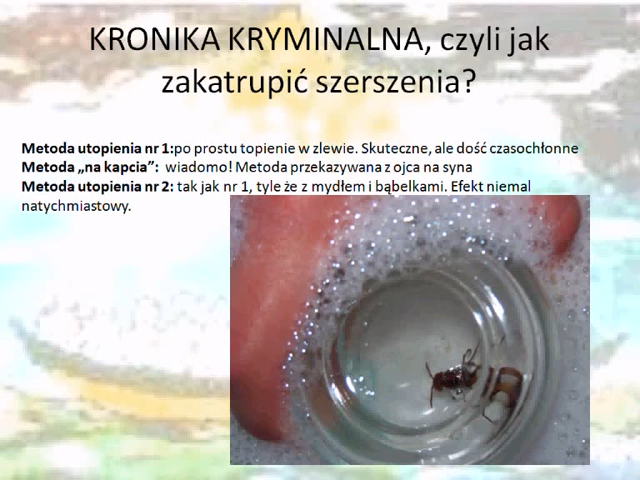 KRONIKA KRYMINALNA, czyli jak
zakatrupić szerszenia?
Metoda utopienia nr 1:po prostu topienie w zlewie. Skuteczne, ale dość czasochłonne
Metoda „na kapcia”: wiadomo! Metoda przekazywana z ojca na syna
Metoda utopienia nr 2: tak jak nr 1, tyle że z mydłem i bąbelkami. Efekt niemal
natychmiastowy.